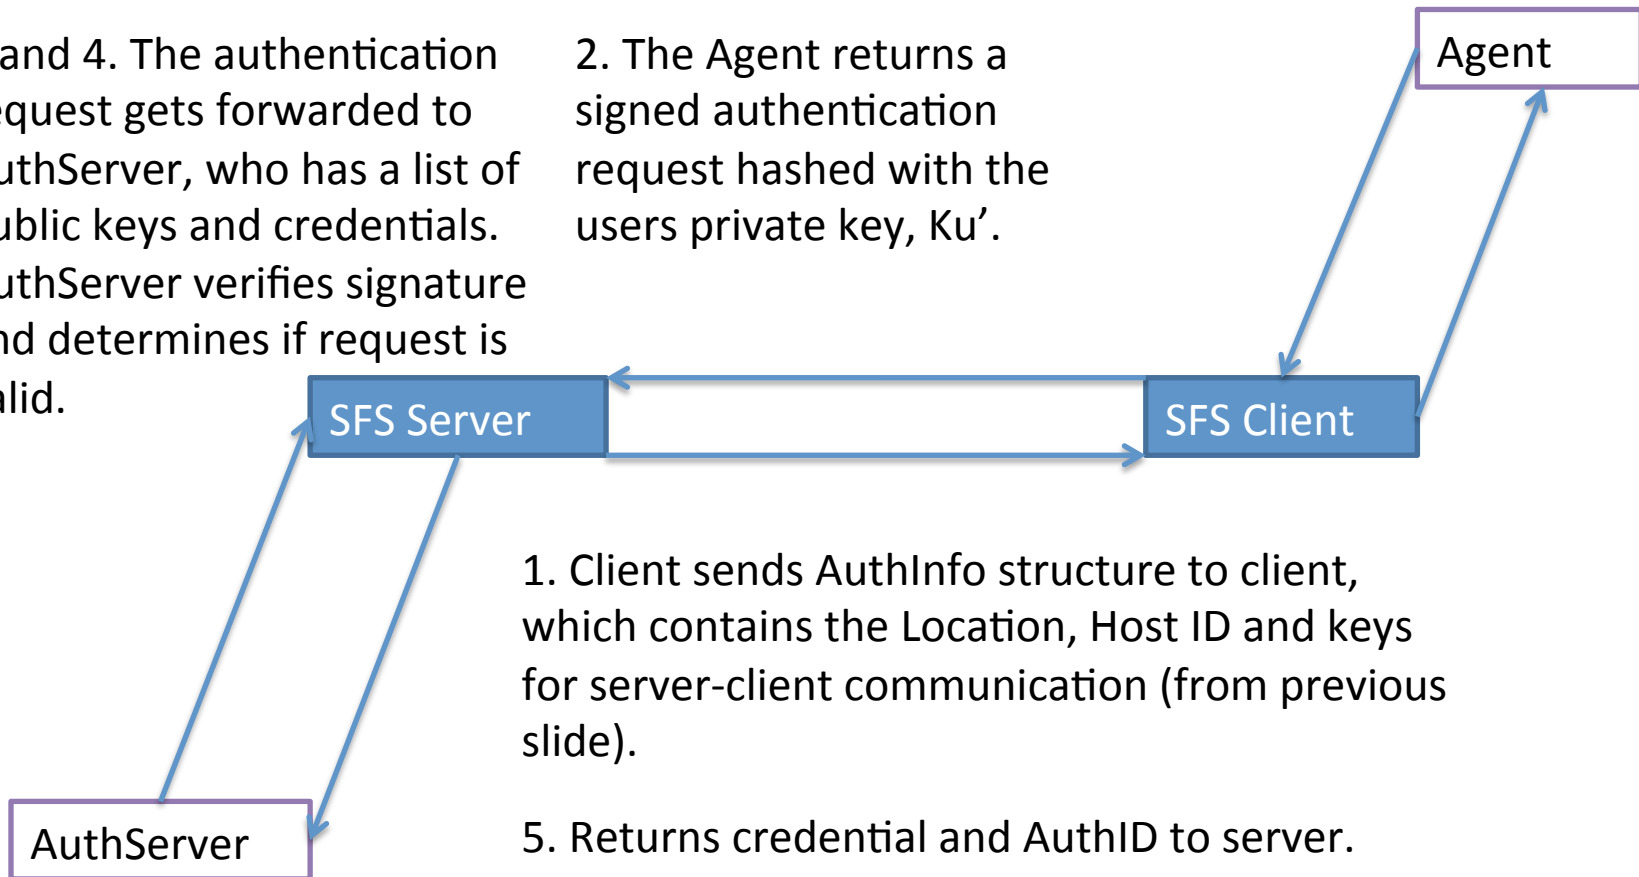 and 4. The authentication
equest gets forwarded to
uthServer, who has a list of
ublic keys and credentials.
uthServer verifies signature
nd determines if request is
alid.
2. The Agent returns a
signed authentication
request hashed with the
users private key, Ku’.
Agent
SFS Server
SFS Client
1. Client sends AuthInfo structure to client,
which contains the Location, Host ID and keys
for server-client communication (from previous
slide).
5. Returns credential and AuthID to server.
AuthServer